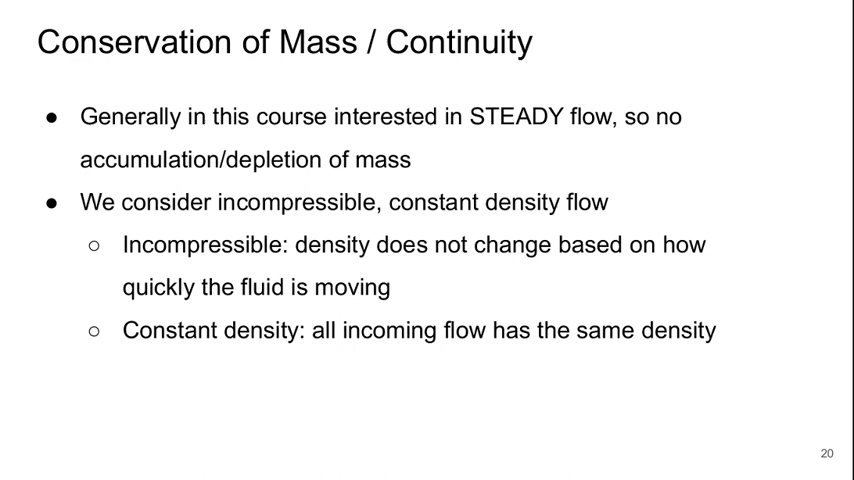 Conservation of Mass / Continuity
● Generally in this course interested in STEADY flow, so no
accumulation/depletion of mass
● We consider incompressible, constant density flow
○ Incompressible: density does not change based on how
quickly the fluid is moving
○ Constant density: all incoming flow has the same density
20